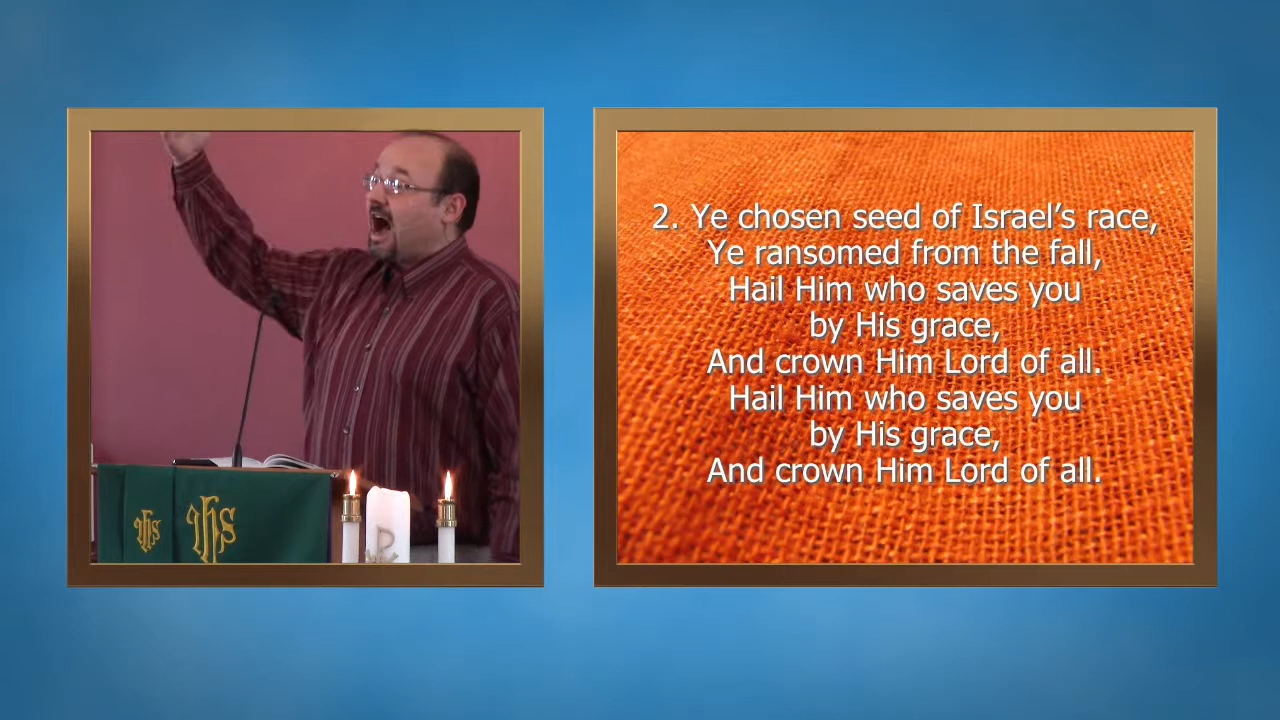 IHS
IHS
2. Ye chosen seed of Israel’s race,
Ye ransomed from the fall,
Hail Him who saves you
by His grace,
And crown Him Lord of all.
Hail Him who saves you
by His grace,
And crown Him Lord of all.